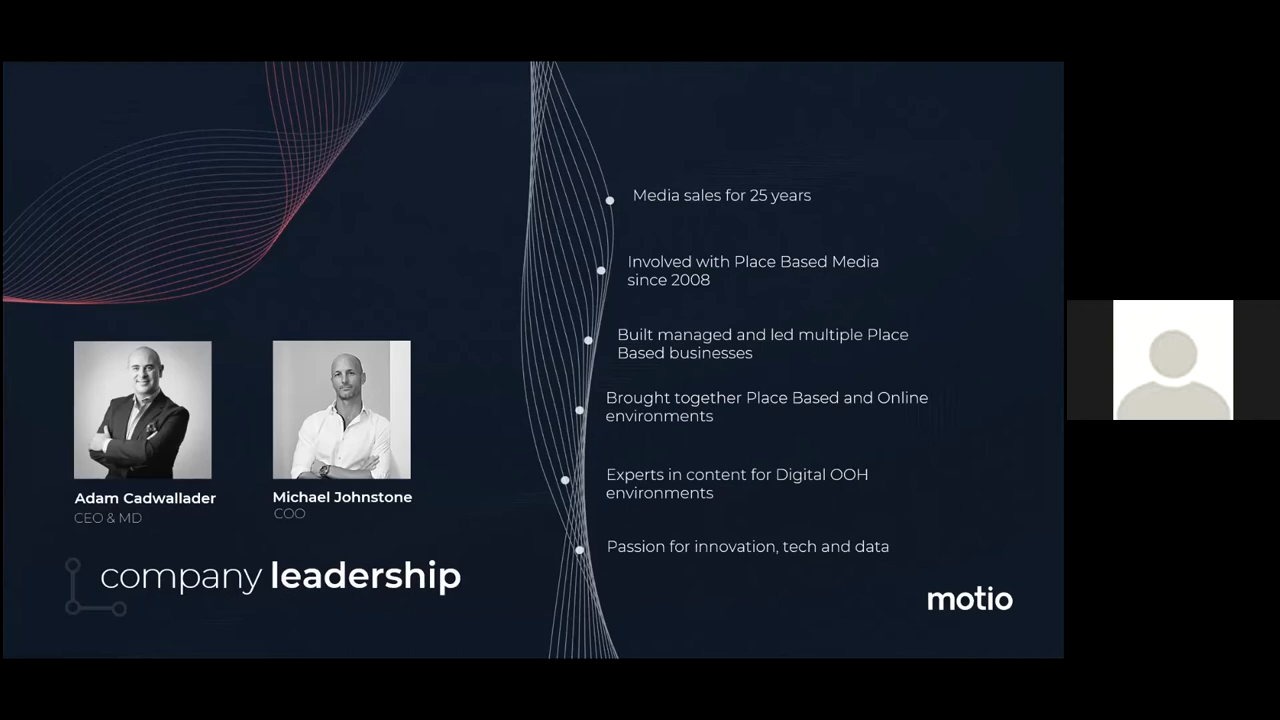 Media sales for 25 years
Involved with Place Based Media
since 2008
Built managed and led multiple Place
Based businesses
Brought together Place Based and Online
environments
Experts in content for Digital OOH
environments
Passion for innovation, tech and data
Adam Cadwallader
CEO & MD
Michael Johnstone
COO
company leadership
motio